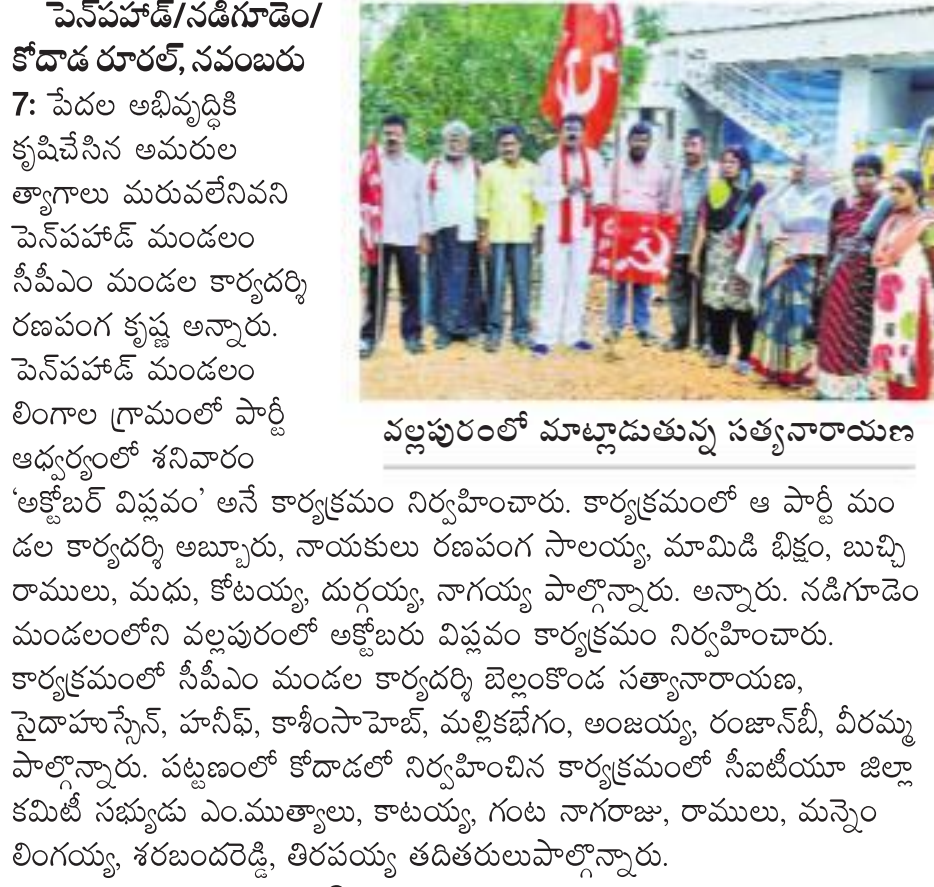 పెన్‌పహాడ్/నడిగూడెం/
కోదాడ రూరల్, నవంబరు
7: పేదల అభివృద్ధికి
కృషిచేసిన అమరుల
త్యాగాలు మరువలేనివని
పెన్‌పహాడ్ మండలం
సీపీఎం మండల కార్యదర్శి
రణపంగ కృష్ణ అన్నారు.
పెన్‌పహాడ్ మండలం
లింగాల గ్రామంలో పార్టీ
ఆధ్వర్యంలో శనివారం
‘అక్టోబర్ విప్లవం’ అనే కార్యక్రమం నిర్వహించారు. కార్యక్రమంలో ఆ పార్టీ మం
డల కార్యదర్శి అబ్బూరు, నాయకులు రణపంగ సాలయ్య, మామిడి భిక్షం, బుచ్చి
రాములు, మధు, కోటయ్య, దుర్గయ్య, నాగయ్య పాల్గొన్నారు. అన్నారు. నడిగూడెం
మండలంలోని వల్లపురంలో అక్టోబరు విప్లవం కార్యక్రమం నిర్వహించారు.
కార్యక్రమంలో సీపీఎం మండల కార్యదర్శి బెల్లంకొండ సత్యానారాయణ,
సైదాహుస్సేన్, హనీఫ్, కాశీంసాహెబ్, మల్లికభేగం, అంజయ్య, రంజాన్‌బీ, వీరమ్మ
పాల్గొన్నారు. పట్టణంలో కోదాడలో నిర్వహించిన కార్యక్రమంలో సీఐటీయూ జిల్లా
కమిటీ సభ్యుడు ఎం.ముత్యాలు, కాటయ్య, గంట నాగరాజు, రాములు, మన్నెం
లింగయ్య, శరబందరెడ్డి, తిరపయ్య తదితరులుపాల్గొన్నారు.
వల్లపురంలో మాట్లాడుతున్న సత్యనారాయణ